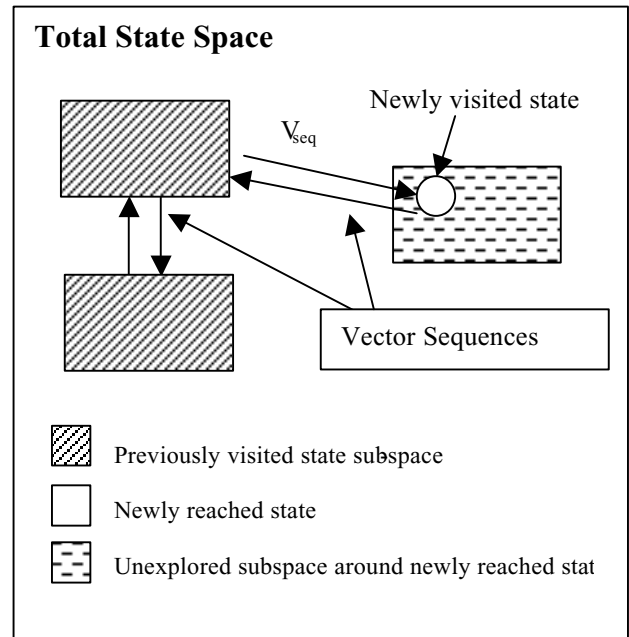 Total State Space
Newly visited state
Vseq
Vector Sequences
Previously visited state subspace
Newly reached state
Unexplored subspace around newly reached stat